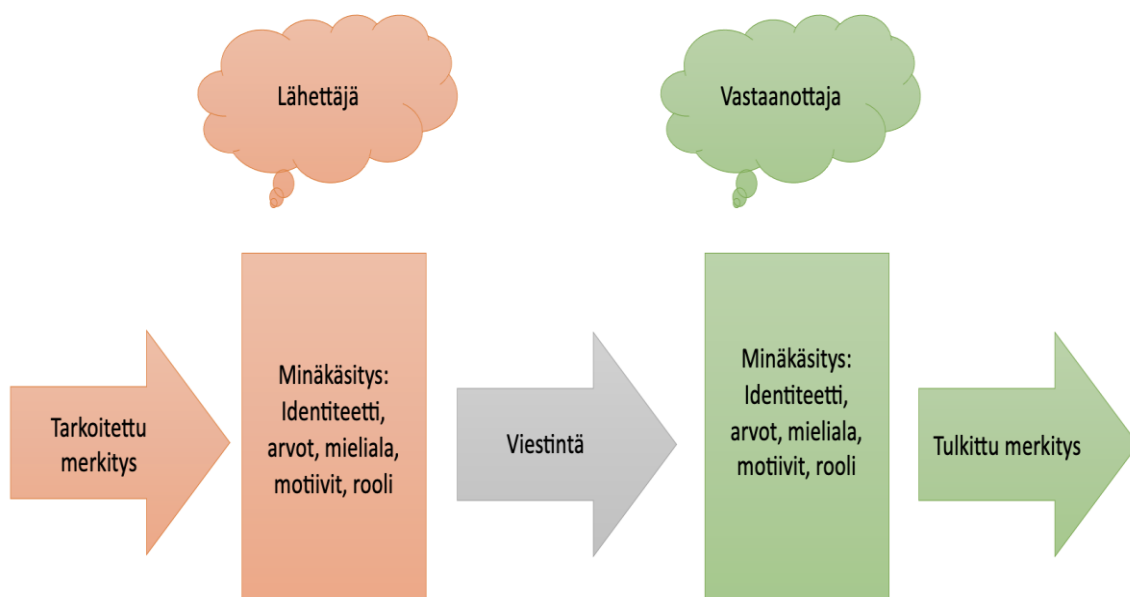 Lähettäjä
Vastaanottaja
Tarkoitettu
merkitys
Minäkäsitys:
Identiteetti,
arvot, mieliala,
motiivit, rooli
Viestintä
Minäkäsitys:
Identiteetti,
arvot, mieliala,
motiivit, rooli
Tulkittu merkitys